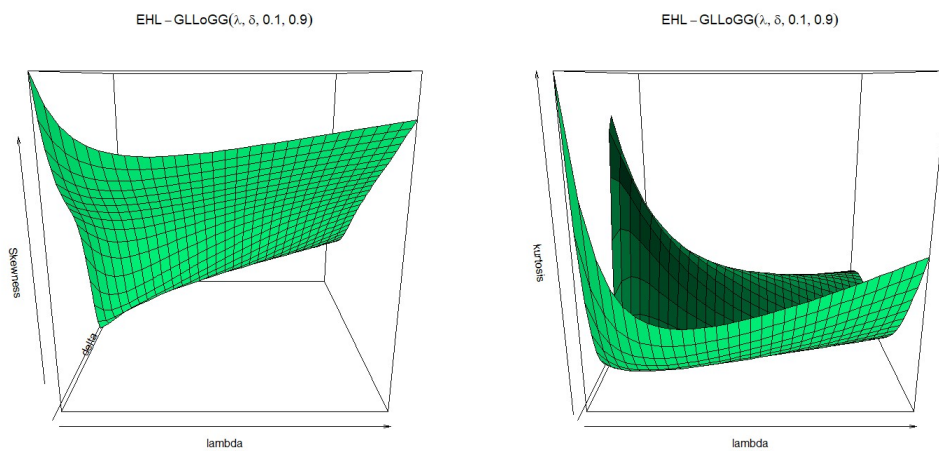 EHL – GLLoGG(λ, δ, 0.1, 0.9)
Skewness
delta
lambda
EHL – GLLoGG(λ, δ, 0.1, 0.9)
kurtosis
lambda